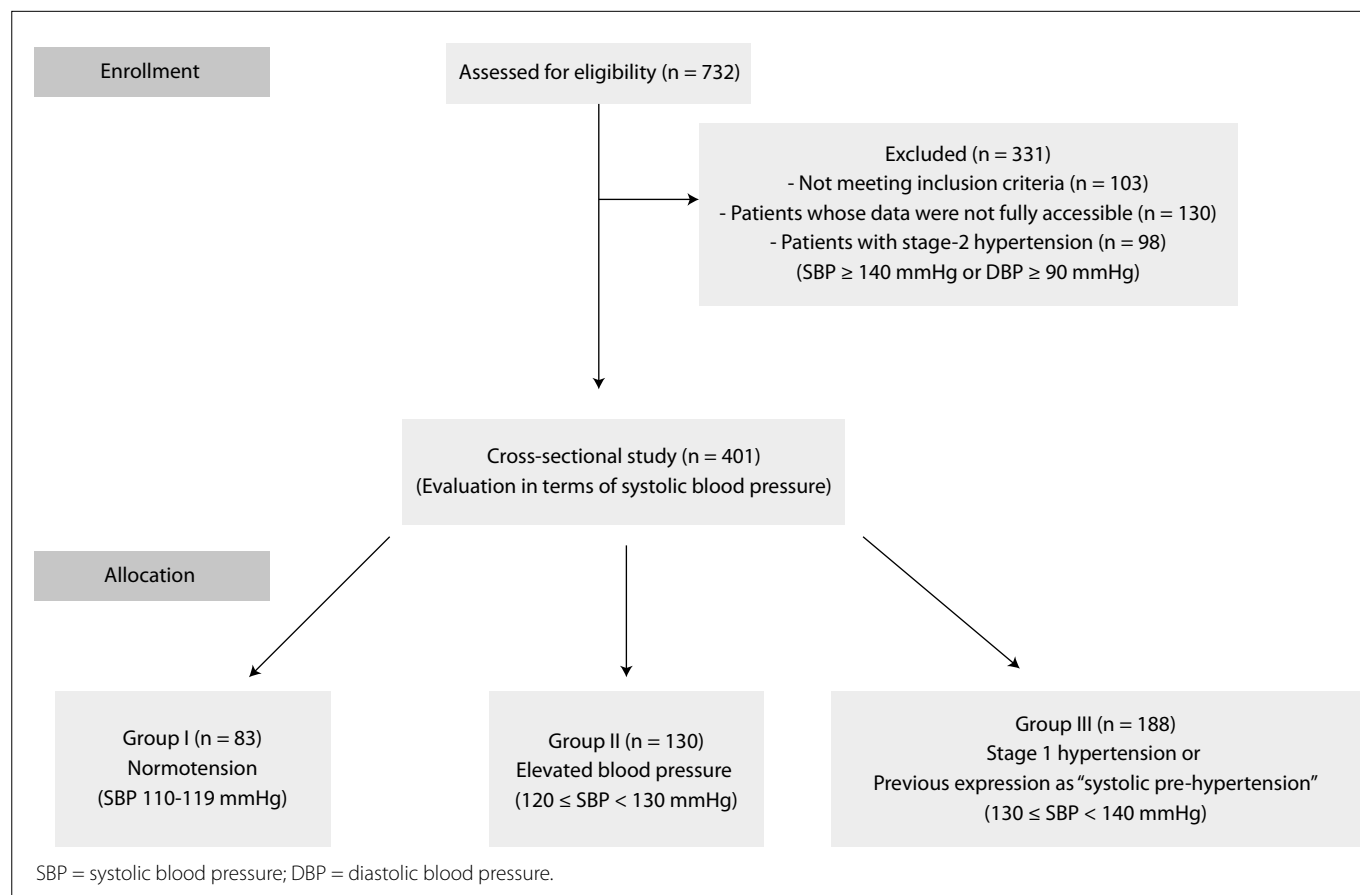 Enrollment
Assessed for eligibility (n = 732)
Excluded (n = 331)
- Not meeting inclusion criteria (n = 103)
- Patients whose data were not fully accessible (n = 130)
- Patients with stage-2 hypertension (n = 98)
(SBP ≥ 140 mmHg or DBP ≥ 90 mmHg)
Cross-sectional study (n = 401)
(Evaluation in terms of systolic blood pressure)
Allocation
Group I (n = 83)
Normotension
(SBP 110-119 mmHg)
Group II (n = 130)
Elevated blood pressure
(120 ≤ SBP < 130 mmHg)
Group III (n = 188)
Stage 1 hypertension or
Previous expression as “systolic pre-hypertension”
(130 ≤ SBP < 140 mmHg)
SBP = systolic blood pressure; DBP = diastolic blood pressure.